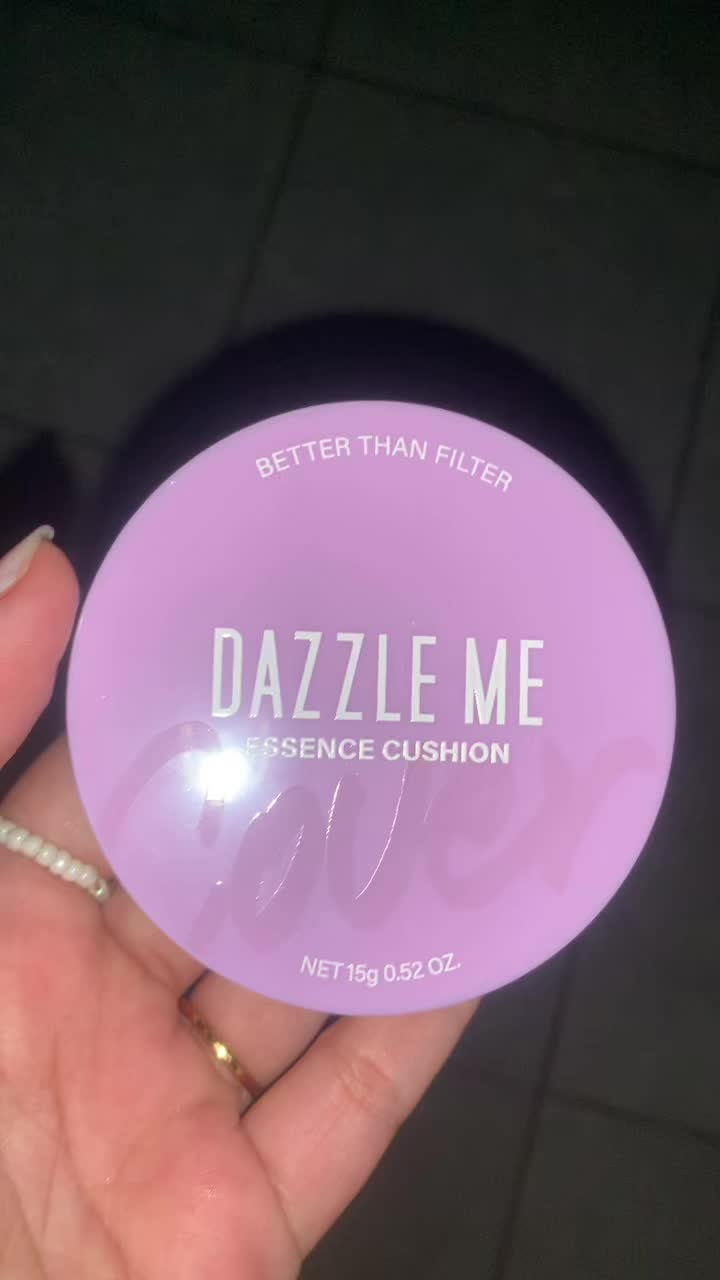 BETTER THAN FILTER
DAZZLE ME
ESSENCE CUSHION
Cover
NET 15g 0.52 OZ.